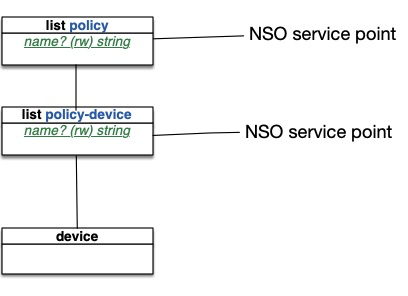 list policy
name? (rw) string
NSO service point
list policy-device
name? (rw) string
NSO service point
device